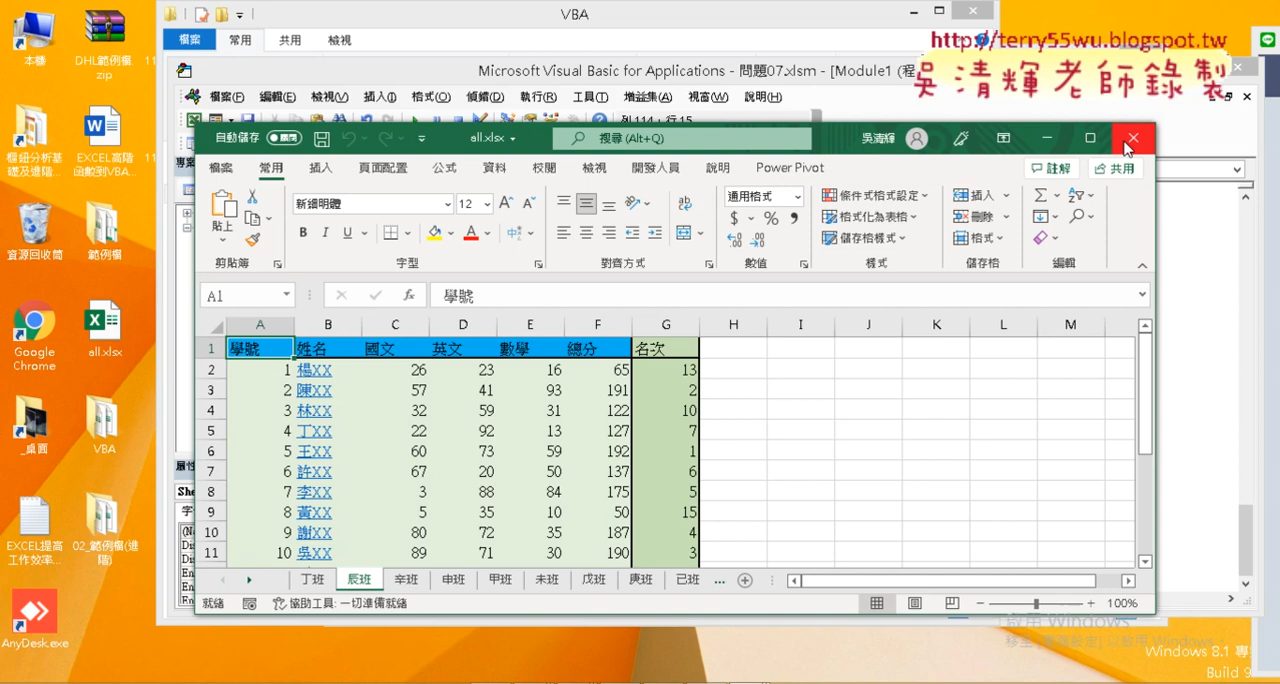 VBA
檔案 常用 共用 檢視
http://terry55wu.blogspot.tw
吳清輝老師錄製
Microsoft Visual Basic for Applications - 問題07.xlsm - [Module1 (程
檔案(F) 編輯(E) 檢視(V) 插入(I) 格式(O) 偵錯(D) 執行(R) 工具(T) 增益集(A) 視窗(W) 說明(H)
列 114, 行 15
自動儲存 all.xlsx 搜尋 (Alt+Q) 吳清輝
檔案 常用 插入 頁面配置 公式 資料 校閱 檢視 開發人員 說明 Power Pivot 註解 共用
貼上 新細明體 12 通用格式 條件式格式設定 插入
格式化為表格 刪除
儲存格樣式 格式
剪貼簿 字型 對齊方式 數值 樣式 儲存格 編輯
A1 學號
A B C D E F G H I J K L M
1 學號 姓名 國文 英文 數學 總分 名次
2 1 楊XX 26 23 16 65 13
3 2 陳XX 57 41 93 191 2
4 3 林XX 32 59 31 122 10
5 4 丁XX 22 92 13 127 7
6 5 王XX 60 73 59 192 1
7 6 許XX 67 20 50 137 6
8 7 李XX 3 88 84 175 5
9 8 黃XX 5 35 10 50 15
10 9 謝XX 80 72 35 187 4
11 10 吳XX 89 71 30 190 3
丁班 辰班 辛班 申班 甲班 未班 戊班 庚班 己班 ...
就緒 協助工具: 一切準備就緒 100%
本機
DHL範例檔.zip
樞紐分析基礎及進階...
EXCEL高階函數到VBA...
資源回收筒
範例檔
Google Chrome
all.xlsx
_桌面
VBA
EXCEL提高工作效率...
02_範例檔(進階)
AnyDesk.exe
啟用 Windows
Windows 8.1 專
Build 9